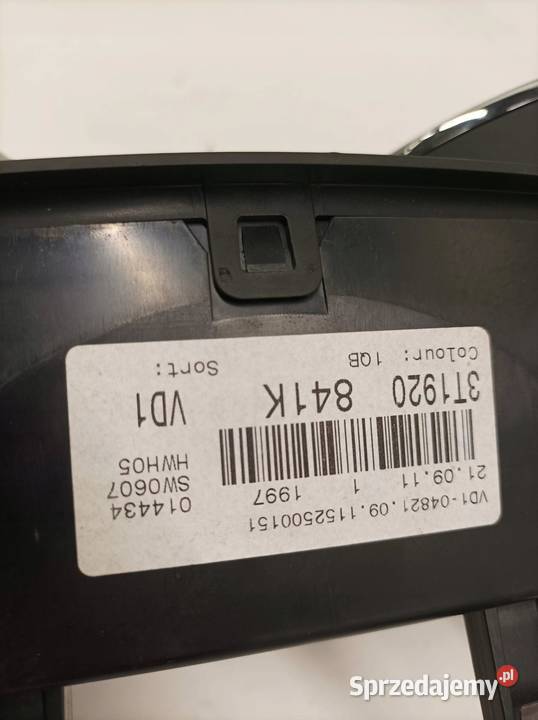 VD1-04821.09.11152500151
21.09.11 1 1997
014434
SW0607
HWH05
3T1920 841K VD1
Colour: 1QB Sort:
Sprzedajemy.pl